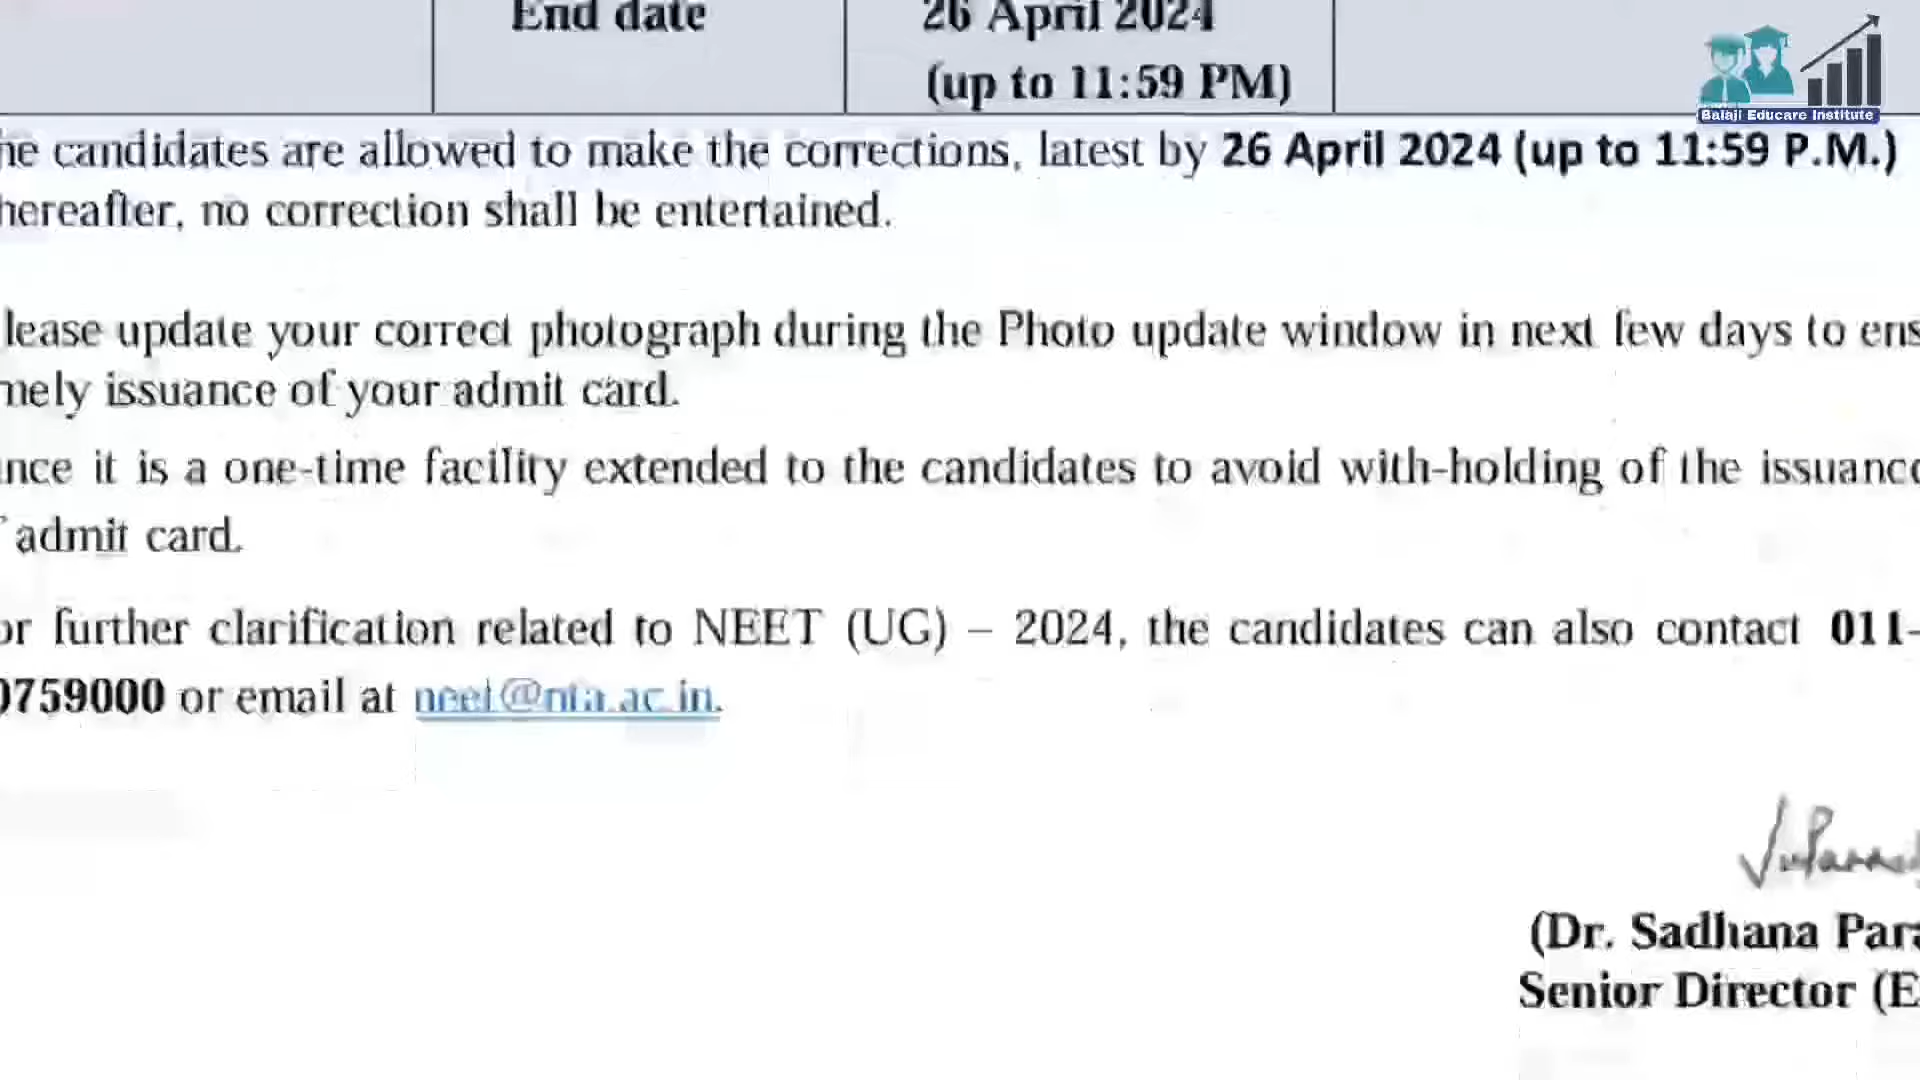 End date
26 April 2024
(up to 11:59 PM)
Balaji Educare Institute
he candidates are allowed to make the corrections, latest by 26 April 2024 (up to 11:59 P.M.)
hereafter, no correction shall be entertained.
lease update your correct photograph during the Photo update window in next few days to ens
mely issuance of your admit card.
nce it is a one-time facility extended to the candidates to avoid with-holding of the issuance
admit card.
or further clarification related to NEET (UG) – 2024, the candidates can also contact 011-
0759000 or email at neet@nta.ac.in.
(Dr. Sadhana Para
Senior Director (E